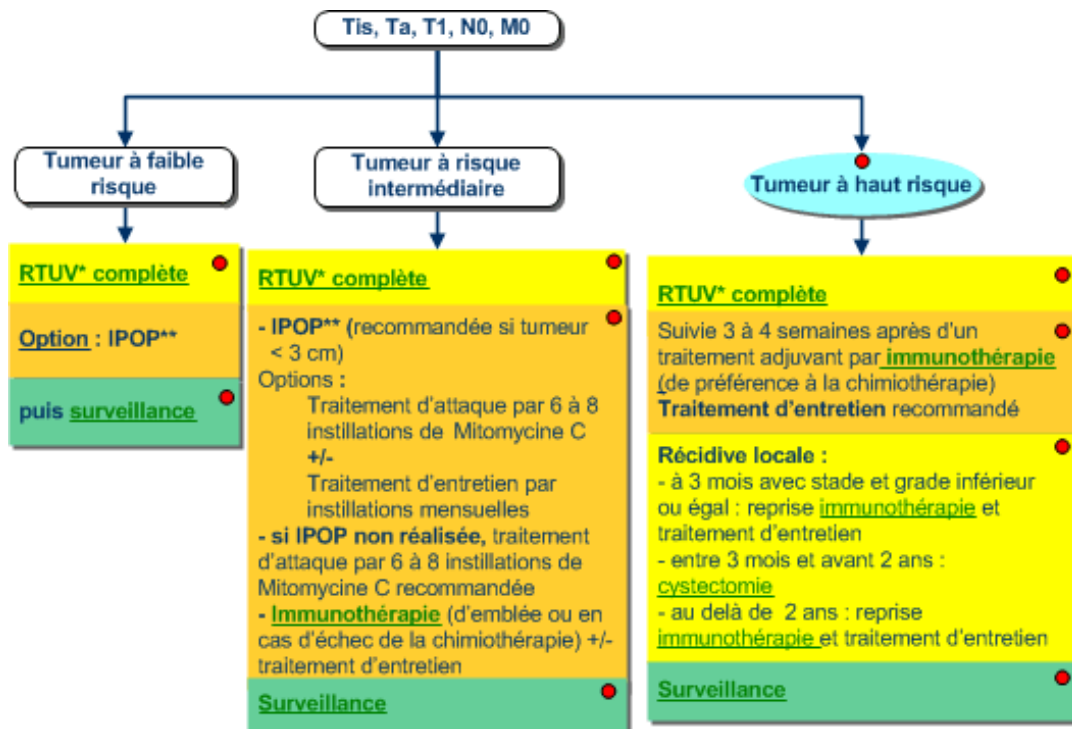 Tis, Ta, T1, N0, M0
Tumeur à faible
risque
Tumeur à risque
intermédiaire
Tumeur à haut risque
RTUV* complète
Option : IPOP**
puis surveillance
RTUV* complète
- IPOP** (recommandée si tumeur
< 3 cm)
Options :
Traitement d'attaque par 6 à 8
instillations de Mitomycine C
+/-
Traitement d'entretien par
instillations mensuelles
- si IPOP non réalisée, traitement
d'attaque par 6 à 8 instillations de
Mitomycine C recommandée
- Immunothérapie (d'emblée ou en
cas d'échec de la chimiothérapie) +/-
traitement d'entretien
Surveillance
RTUV* complète
Suivie 3 à 4 semaines après d'un
traitement adjuvant par immunothérapie
(de préférence à la chimiothérapie)
Traitement d'entretien recommandé
Récidive locale :
- à 3 mois avec stade et grade inférieur
ou égal : reprise immunothérapie et
traitement d'entretien
- entre 3 mois et avant 2 ans :
cystectomie
- au delà de 2 ans : reprise
immunothérapie et traitement d'entretien
Surveillance